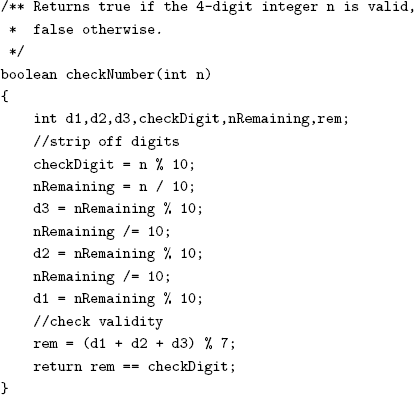 /** Returns true if the 4-digit integer n is valid,
 *  false otherwise.
 */
boolean checkNumber(int n)
{
    int d1,d2,d3,checkDigit,nRemaining,rem;
    //strip off digits
    checkDigit = n % 10;
    nRemaining = n / 10;
    d3 = nRemaining % 10;
    nRemaining /= 10;
    d2 = nRemaining % 10;
    nRemaining /= 10;
    d1 = nRemaining % 10;
    //check validity
    rem = (d1 + d2 + d3) % 7;
    return rem == checkDigit;
}